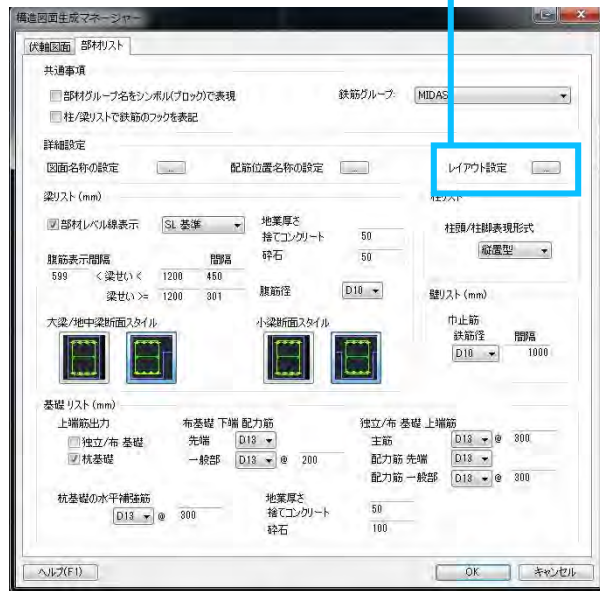 構造図面生成マネージャー
伏軸図面 部材リスト
共通事項
部材グループ名をシンボル(ブロック)で表現 鉄筋グループ: MIDAS
柱/梁リストで鉄筋のフックを表記
詳細設定
図面名称の設定 ... 配筋位置名称の設定 ... レイアウト設定 ...
梁リスト (mm)
部材レベル線表示 SL 基準
地業厚さ
捨てコンクリート 50
砕石 50
腹筋表示間隔 間隔
599 < 梁せい < 1200 450
梁せい >= 1200 301
腹筋径 D10
大梁/地中梁断面スタイル 小梁断面スタイル
柱リスト
柱頭/柱脚表現形式
縦置型
壁リスト (mm)
巾止筋
鉄筋径 間隔
D10 1000
基礎リスト (mm)
上端筋出力
独立/布 基礎
杭基礎
布基礎 下端 配力筋
先端 D13
一般部 D13 @ 200
独立/布 基礎 上端筋
主筋 D13 @ 300
配力筋 先端 D13
配力筋 一般部 D13 @ 300
杭基礎の水平補強筋
D13 @ 300
地業厚さ
捨てコンクリート 50
砕石 100
ヘルプ(F1) OK キャンセル